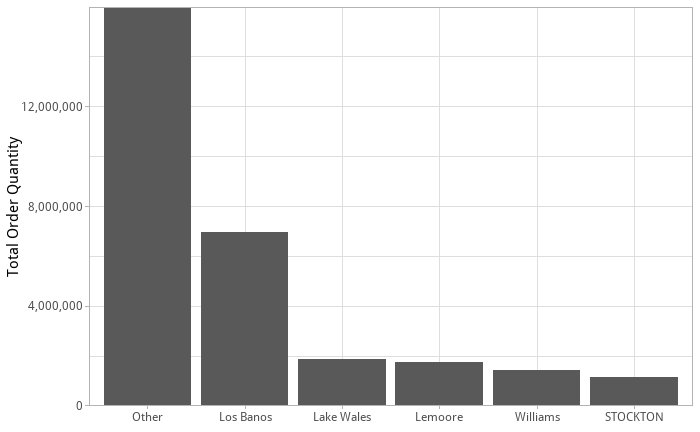 Total Order Quantity
12,000,000
8,000,000
4,000,000
0
Other
Los Banos
Lake Wales
Lemoore
Williams
STOCKTON